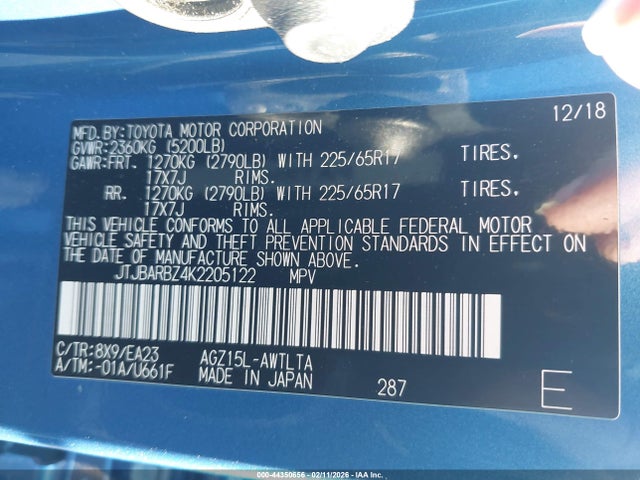 12/18
MFD.BY:TOYOTA MOTOR CORPORATION
GVWR:2360KG (5200LB)
GAWR:FRT. 1270KG (2790LB) WITH 225/65R17 TIRES.
17X7J RIMS.
RR. 1270KG (2790LB) WITH 225/65R17 TIRES.
17X7J RIMS.
THIS VEHICLE CONFORMS TO ALL APPLICABLE FEDERAL MOTOR
VEHICLE SAFETY AND THEFT PREVENTION STANDARDS IN EFFECT ON
THE DATE OF MANUFACTURE SHOWN ABOVE.
JTJBARBZ4K2205122 MPV
C/TR:8X9/EA23 AGZ15L-AWTLTA
A/TM:-01A/U661F MADE IN JAPAN 287 E
000-44350656 - 02/11/2026 - IAA Inc.